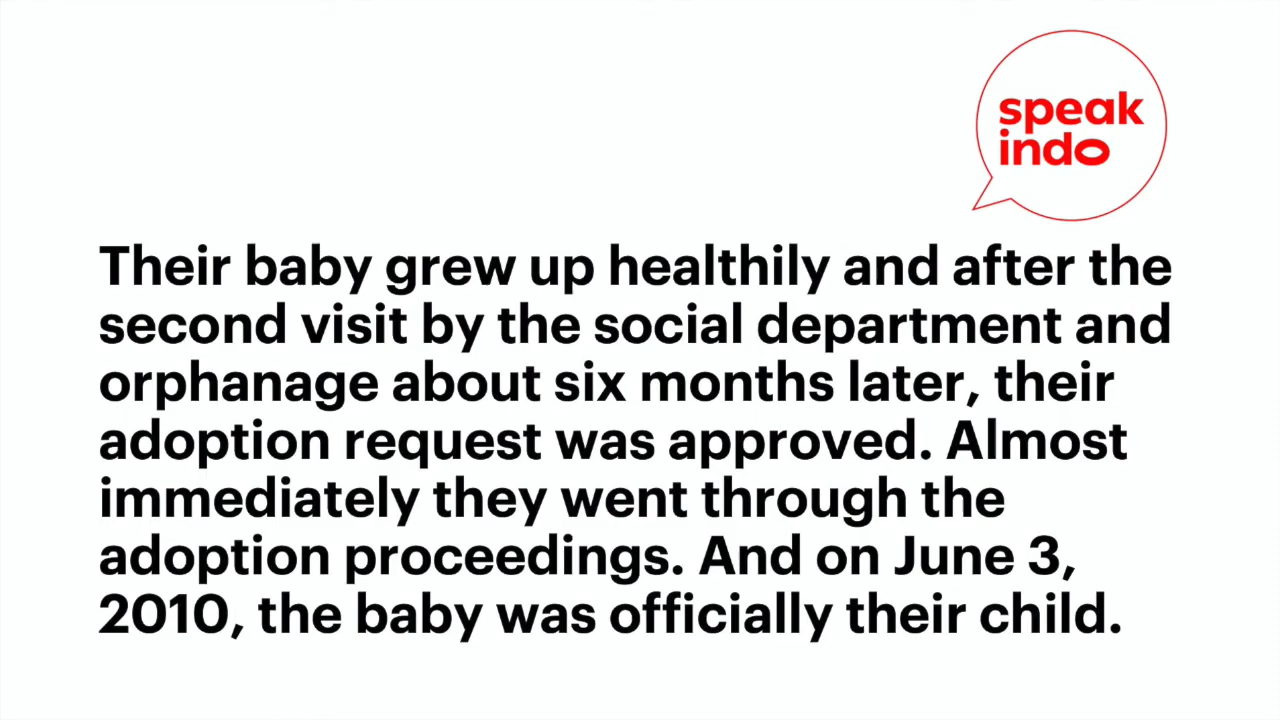 speak
indo
Their baby grew up healthily and after the
second visit by the social department and
orphanage about six months later, their
adoption request was approved. Almost
immediately they went through the
adoption proceedings. And on June 3,
2010, the baby was officially their child.